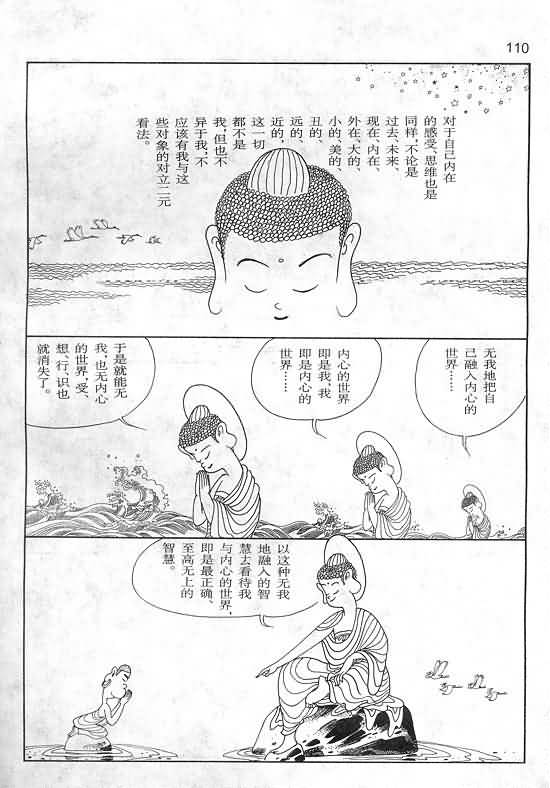 110
对于自己内在
的感受、思维也是
同样；不论是
过去、未来、
现在、内在、
外在、大的、
小的、美的、
丑的、
远的、
近的，
这一切
都不是
我，但也不
异于我，不
应该有我与这
些对象的对立二元
看法。
无我地把自
己融入内心的
世界……
内心的世界
即是我，我
即是内心的
世界……
于是就能无
我，也无内心
的世界，受、
想、行、识也
就消失了。
以这种无我
地融入的智
慧去看待我
与内心的世界，
即是最正确、
至高无上的
智慧。